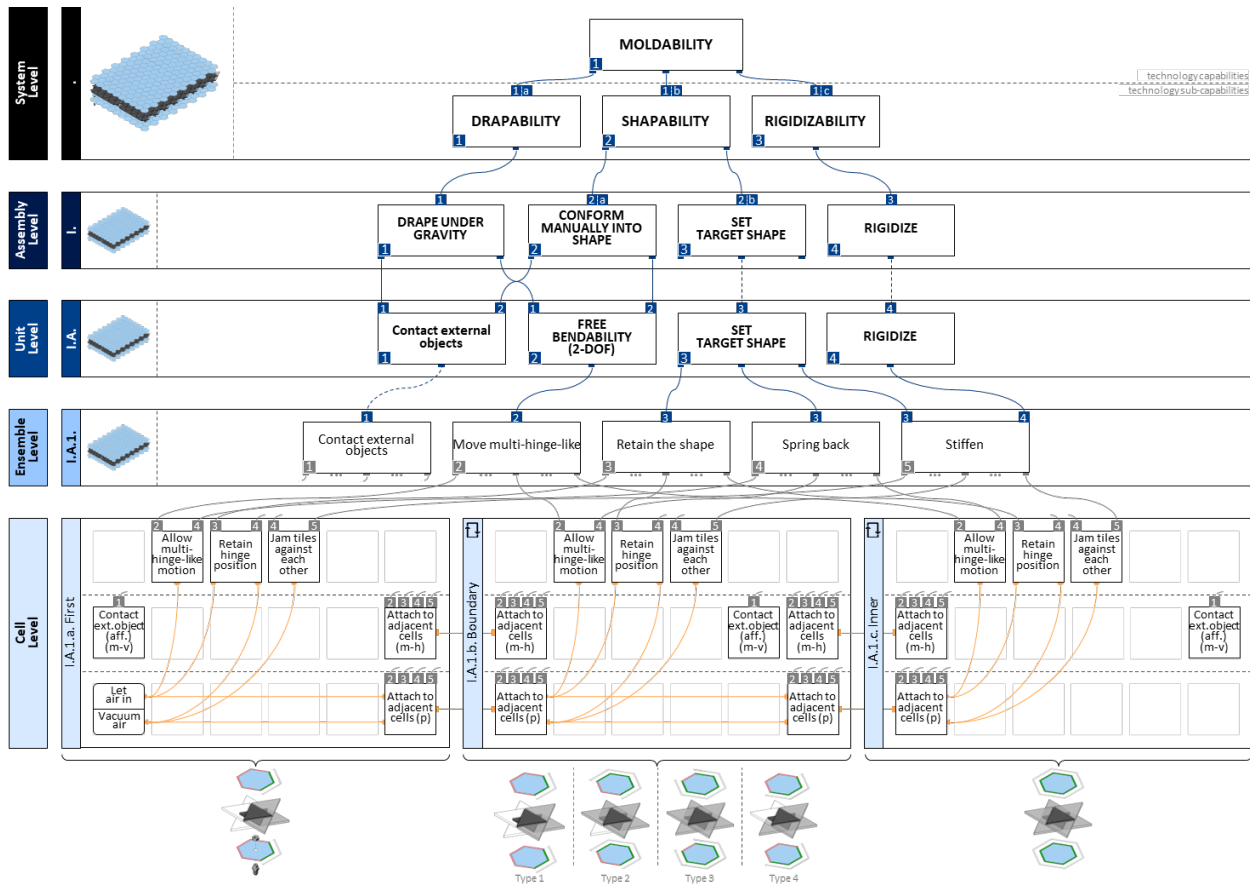 System
Level
.
MOLDABILITY
1
technology capabilities
technology sub-capabilities
1|a
1|b
1|c
DRAPABILITY
1
SHAPABILITY
2
RIGIDIZABILITY
3
Assembly
Level
I.
1
2|a
2|b
3
DRAPE UNDER
GRAVITY
1
CONFORM
MANUALLY INTO
SHAPE
2
SET
TARGET SHAPE
3
RIGIDIZE
4
Unit
Level
I.A.
1
2
1
2
3
4
Contact external
objects
1
FREE
BENDABILITY
(2-DOF)
2
SET
TARGET SHAPE
3
RIGIDIZE
4
Ensemble
Level
I.A.1.
1
2
3
3
3
4
Contact external
objects
1
Move multi-hinge-like
2
Retain the shape
3
Spring back
4
Stiffen
5
Cell
Level
I.A.1.a. First
2 4
Allow
multi-
hinge-like
motion
3 4
Retain
hinge
position
4 5
Jam tiles
against
each
other
1
Contact
ext.object
(aff.)
(m-v)
2 3 4 5
Attach to
adjacent
cells
(m-h)
Let
air in
Vacuum
air
2 3 4 5
Attach to
adjacent
cells (p)
I.A.1.b. Boundary
2 4
Allow
multi-
hinge-like
motion
3 4
Retain
hinge
position
4 5
Jam tiles
against
each
other
2 3 4 5
Attach to
adjacent
cells
(m-h)
1
Contact
ext.object
(aff.)
(m-v)
2 3 4 5
Attach to
adjacent
cells
(m-h)
2 3 4 5
Attach to
adjacent
cells (p)
2 3 4 5
Attach to
adjacent
cells (p)
I.A.1.c. Inner
2 4
Allow
multi-
hinge-like
motion
3 4
Retain
hinge
position
4 5
Jam tiles
against
each
other
2 3 4 5
Attach to
adjacent
cells
(m-h)
1
Contact
ext.object
(aff.)
(m-v)
2 3 4 5
Attach to
adjacent
cells (p)
Type 1
Type 2
Type 3
Type 4